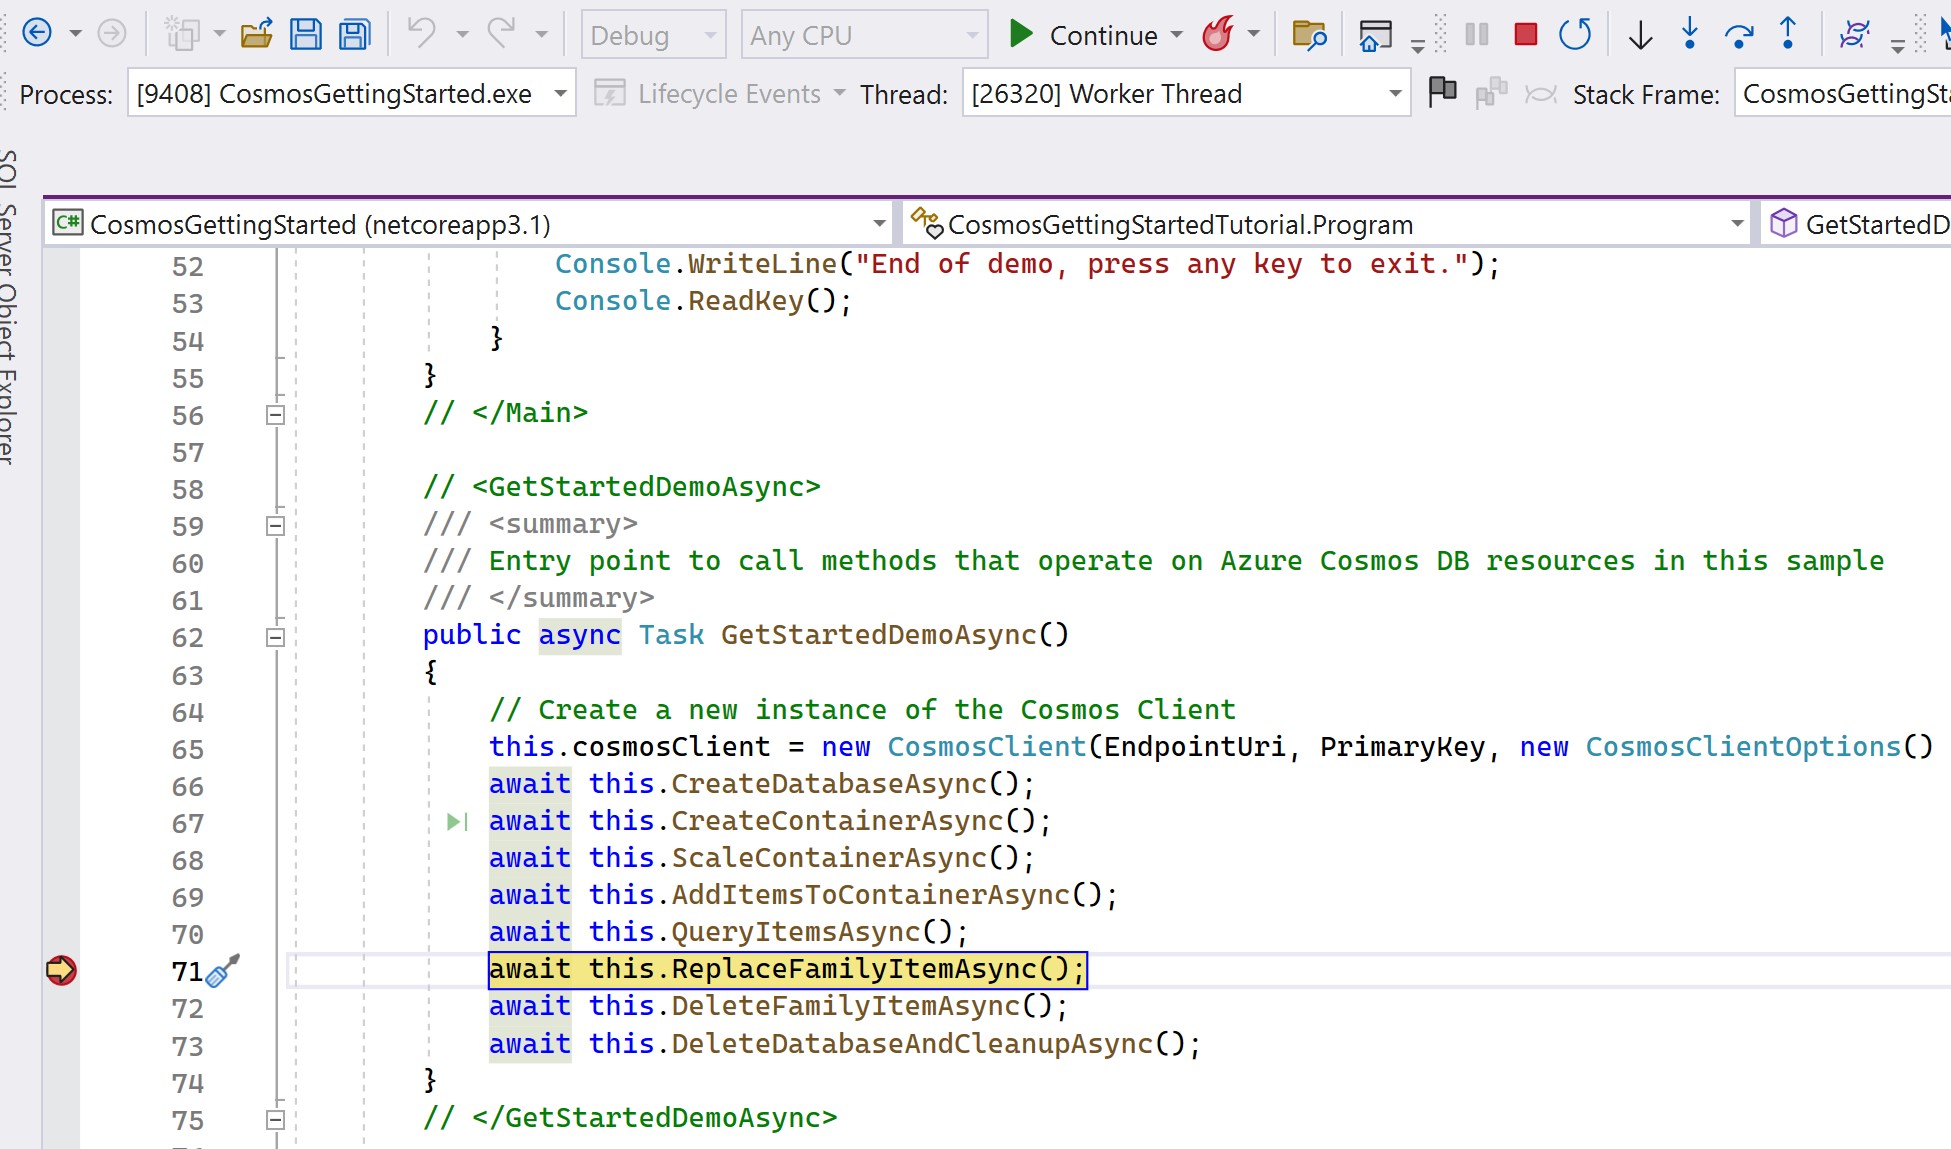 Debug Any CPU Continue
Process: [9408] CosmosGettingStarted.exe Lifecycle Events Thread: [26320] Worker Thread Stack Frame: CosmosGettingSta
SQL Server Object Explorer
C# CosmosGettingStarted (netcoreapp3.1) CosmosGettingStartedTutorial.Program GetStartedD
52 Console.WriteLine("End of demo, press any key to exit.");
53 Console.ReadKey();
54 }
55 }
56 // </Main>
57
58 // <GetStartedDemoAsync>
59 /// <summary>
60 /// Entry point to call methods that operate on Azure Cosmos DB resources in this sample
61 /// </summary>
62 public async Task GetStartedDemoAsync()
63 {
64 // Create a new instance of the Cosmos Client
65 this.cosmosClient = new CosmosClient(EndpointUri, PrimaryKey, new CosmosClientOptions()
66 await this.CreateDatabaseAsync();
67 await this.CreateContainerAsync();
68 await this.ScaleContainerAsync();
69 await this.AddItemsToContainerAsync();
70 await this.QueryItemsAsync();
71 await this.ReplaceFamilyItemAsync();
72 await this.DeleteFamilyItemAsync();
73 await this.DeleteDatabaseAndCleanupAsync();
74 }
75 // </GetStartedDemoAsync>